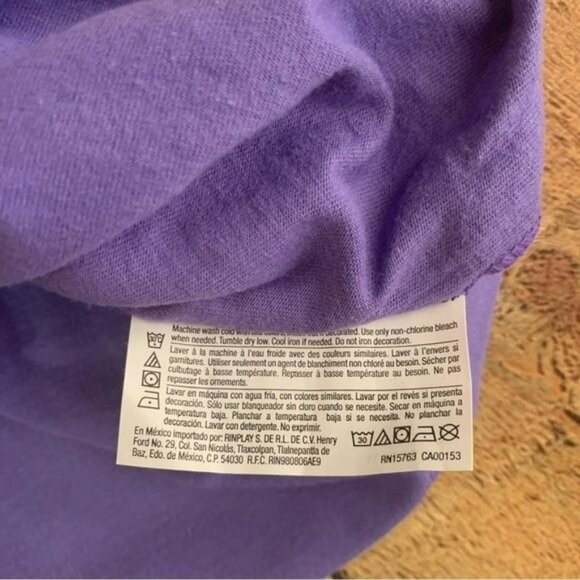 Machine wash cold with like colors, inside out if decorated. Use only non-chlorine bleach
when needed. Tumble dry low. Cool iron if needed. Do not iron decoration.
Laver à la machine à l'eau froide avec des couleurs similaires. Laver à l'envers si
garnitures. Utiliser seulement un agent de blanchiment non chloré au besoin. Sécher par
culbutage à basse température. Repasser à basse température au besoin. Ne pas
repasser les ornements.
Lavar en máquina con agua fría, con colores similares. Lavar por el revés si presenta
decoración. Sólo usar blanqueador sin cloro cuando se necesite. Secar en máquina a
temperatura baja. Planchar a temperatura baja si se necesita. No planchar la
decoración. Lavar con detergente. No exprimir.
En México importado por: RINPLAY S. DE R.L. DE C.V. Henry
Ford No. 29, Col. San Nicolás, Tlaxcolpan, Tlalnepantla de
Baz, Edo. de México, C.P. 54030 R.F.C. RIN980806AE9
30
RN15763 CA00153